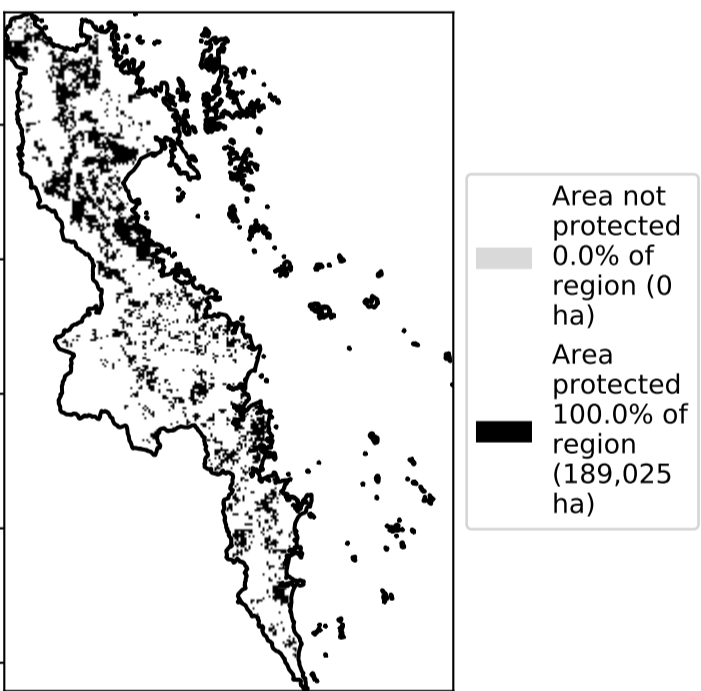 Area not
protected
0.0% of
region (0
ha)
Area
protected
100.0% of
region
(189,025
ha)